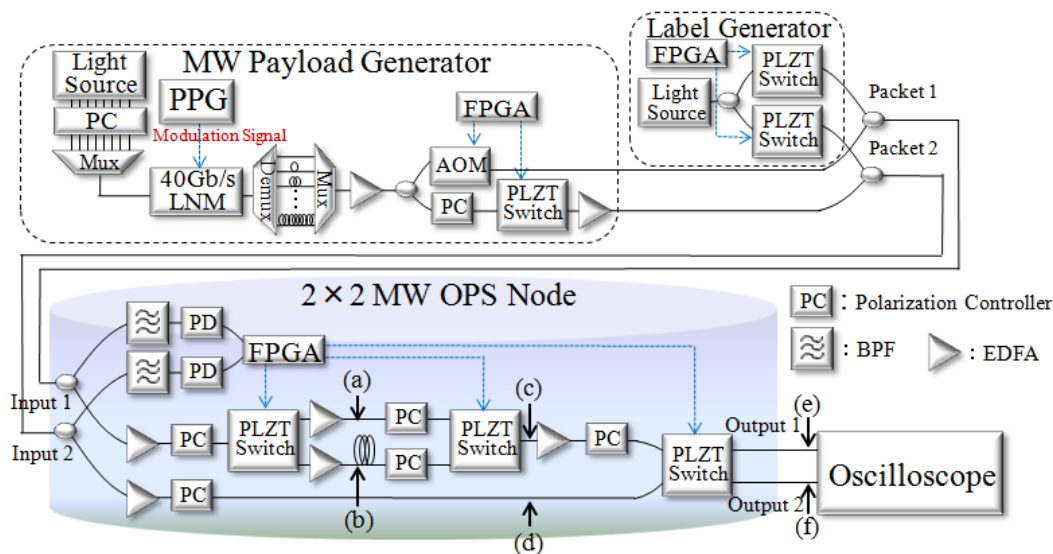 Label Generator
MW Payload Generator
Light
Source
PC
Mux
PPG
Modulation Signal
40Gb/s
LNM
Demux
Mux
FPGA
AOM
PC
PLZT
Switch
FPGA
Light
Source
PLZT
Switch
PLZT
Switch
Packet 1
Packet 2
2 × 2 MW OPS Node
PD
PD
FPGA
Input 1
Input 2
PC
PLZT
Switch
(a)
PC
PC
(b)
PLZT
Switch
(c)
PC
PC
(d)
PLZT
Switch
Output 1
(e)
Output 2
(f)
Oscilloscope
PC : Polarization Controller
: BPF
: EDFA